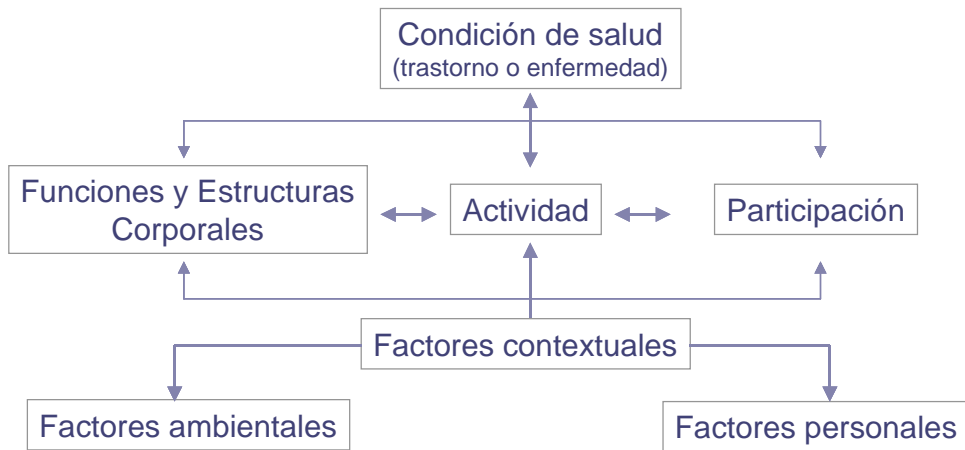 Condición de salud
(trastorno o enfermedad)
Funciones y Estructuras
Corporales
Actividad
Participación
Factores contextuales
Factores ambientales
Factores personales